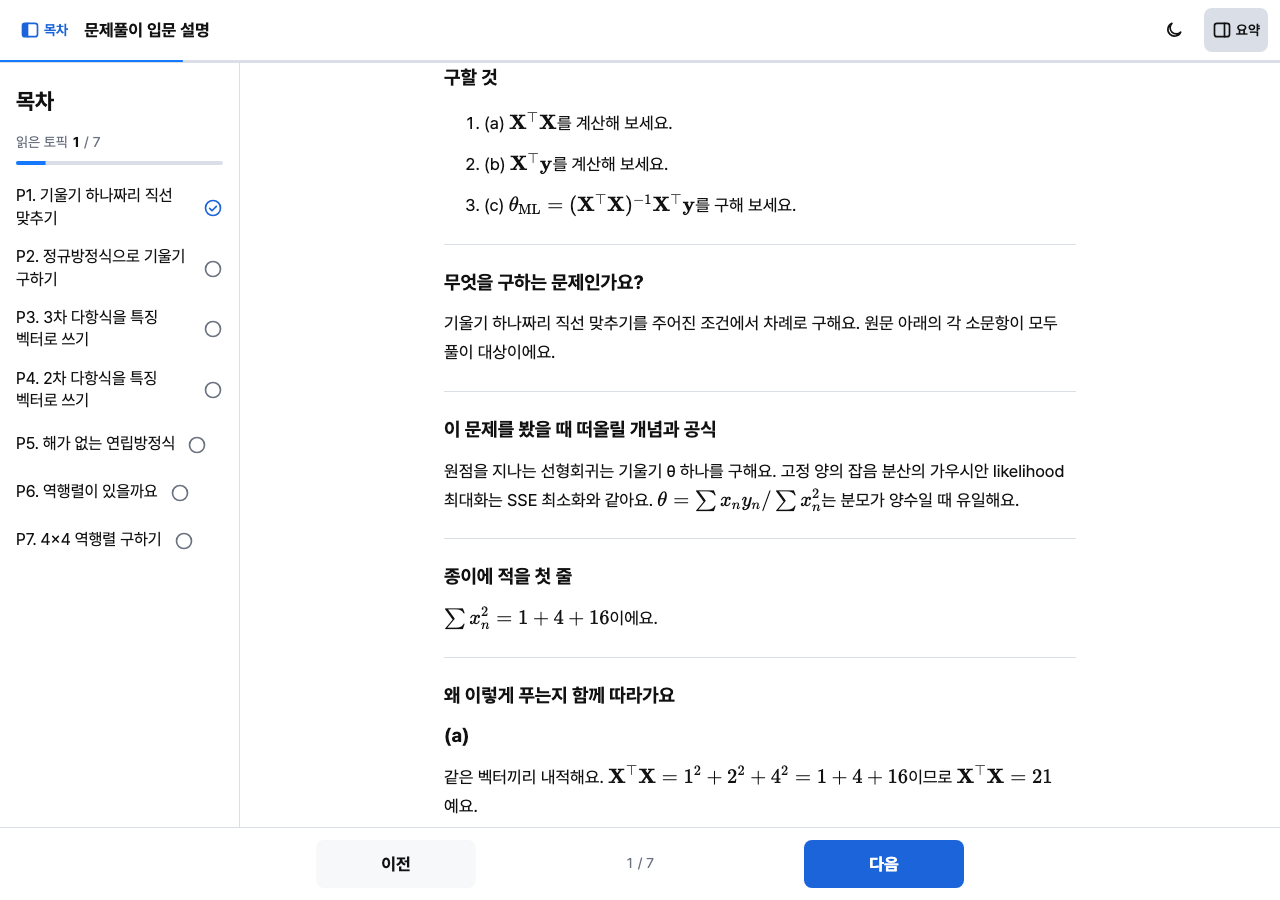 목차 문제풀이 입문 설명 요약
목차
읽은 토픽 1 / 7
P1. 기울기 하나짜리 직선
맞추기
P2. 정규방정식으로 기울기
구하기
P3. 3차 다항식을 특징
벡터로 쓰기
P4. 2차 다항식을 특징
벡터로 쓰기
P5. 해가 없는 연립방정식
P6. 역행렬이 있을까요
P7. 4×4 역행렬 구하기
구할 것
1. (a) X⊤X를 계산해 보세요.
2. (b) X⊤y를 계산해 보세요.
3. (c) θML = (X⊤X)⁻¹X⊤y를 구해 보세요.
무엇을 구하는 문제인가요?
기울기 하나짜리 직선 맞추기를 주어진 조건에서 차례로 구해요. 원문 아래의 각 소문항이 모두
풀이 대상이에요.
이 문제를 봤을 때 떠올릴 개념과 공식
원점을 지나는 선형회귀는 기울기 θ 하나를 구해요. 고정 양의 잡음 분산의 가우시안 likelihood
최대화는 SSE 최소화와 같아요. θ = ∑ xₙyₙ/ ∑ xₙ²는 분모가 양수일 때 유일해요.
종이에 적을 첫 줄
∑ xₙ² = 1 + 4 + 16이에요.
왜 이렇게 푸는지 함께 따라가요
(a)
같은 벡터끼리 내적해요. X⊤X = 1² + 2² + 4² = 1 + 4 + 16이므로 X⊤X = 21
예요.
이전 1 / 7 다음